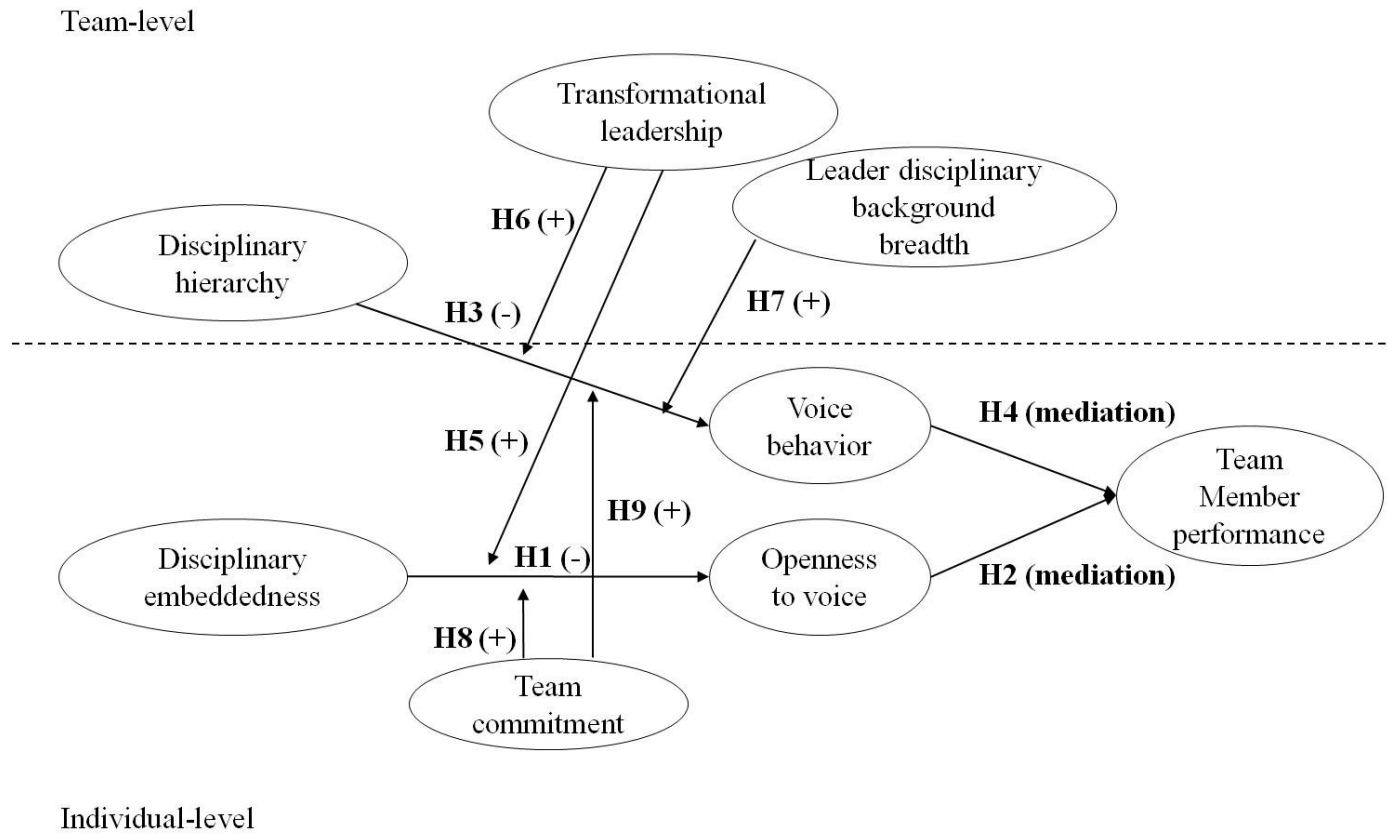 Team-level
Transformational
leadership
Leader disciplinary
background
breadth
H6 (+)
Disciplinary
hierarchy
H7 (+)
H3 (-)
Voice
behavior
H4 (mediation)
H5 (+)
Team
Member
performance
H9 (+)
Disciplinary
embeddedness
H1 (-)
Openness
to voice
H2 (mediation)
H8 (+)
Team
commitment
Individual-level